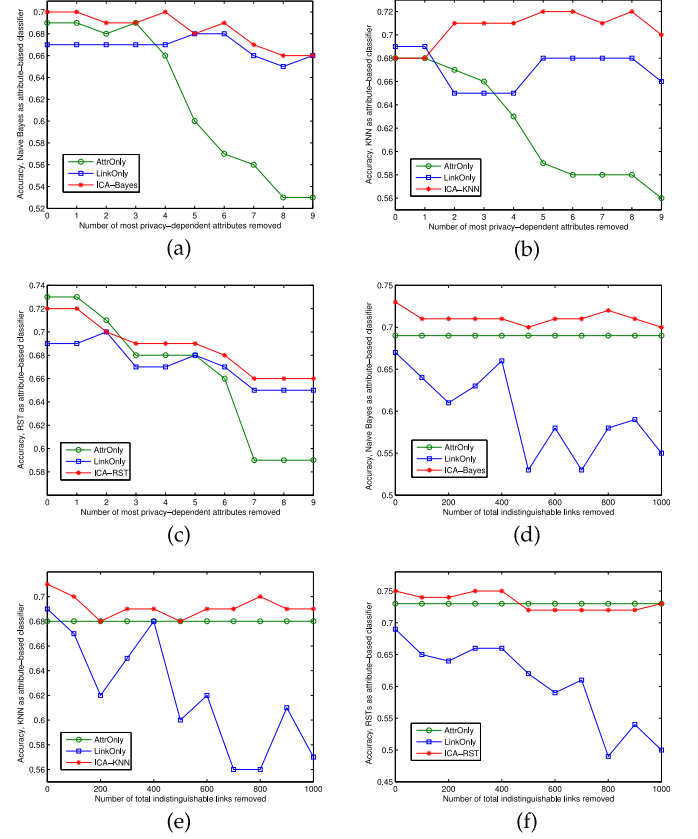 0.7
0.68
0.66
0.64
0.62
0.6
0.58
0.56
0.54
0.52
Accuracy, Naive Bayes as attribute−based classifier
AttrOnly
LinkOnly
ICA−Bayes
0 1 2 3 4 5 6 7 8 9
Number of most privacy−dependent attributes removed
(a)
0.72
0.7
0.68
0.66
0.64
0.62
0.6
0.58
0.56
Accuracy, KNN as attribute−based classifier
AttrOnly
LinkOnly
ICA−KNN
0 1 2 3 4 5 6 7 8 9
Number of most privacy−dependent attributes removed
(b)
0.74
0.72
0.7
0.68
0.66
0.64
0.62
0.6
0.58
Accuracy, RST as attribute−based classifier
AttrOnly
LinkOnly
ICA−RST
0 1 2 3 4 5 6 7 8 9
Number of most privacy−dependent attributes removed
(c)
0.75
0.7
0.65
0.6
0.55
0.5
Accuracy, Naive Bayes as attribute−based classifier
AttrOnly
LinkOnly
ICA−Bayes
0 200 400 600 800 1000
Number of total indistinguishable links removed
(d)
0.7
0.68
0.66
0.64
0.62
0.6
0.58
0.56
Accuracy, KNN as attribute−based classifier
AttrOnly
LinkOnly
ICA−KNN
0 200 400 600 800 1000
Number of total indistinguishable links removed
(e)
0.75
0.7
0.65
0.6
0.55
0.5
0.45
Accuracy, RSTs as attribute−based classifier
AttrOnly
LinkOnly
ICA−RST
0 200 400 600 800 1000
Number of total indistinguishable links removed
(f)